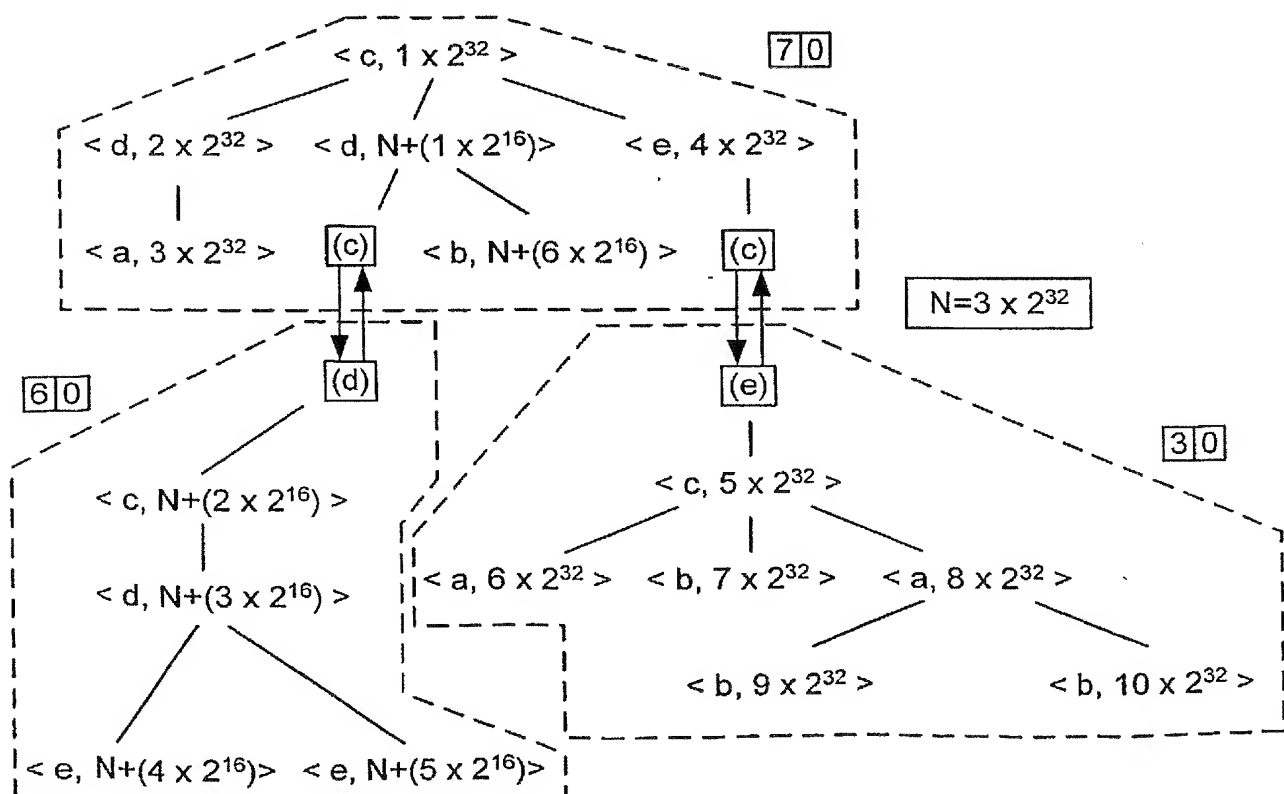 < c, 1 x 2³² >
7 0
< d, 2 x 2³² > < d, N+(1 x 2¹⁶)> < e, 4 x 2³² >
< a, 3 x 2³² > (c) < b, N+(6 x 2¹⁶) > (c)
N=3 x 2³²
6 0
(d) (e)
3 0
< c, N+(2 x 2¹⁶) > < c, 5 x 2³² >
< d, N+(3 x 2¹⁶) > < a, 6 x 2³² > < b, 7 x 2³² > < a, 8 x 2³² >
< b, 9 x 2³² > < b, 10 x 2³² >
< e, N+(4 x 2¹⁶)> < e, N+(5 x 2¹⁶)>